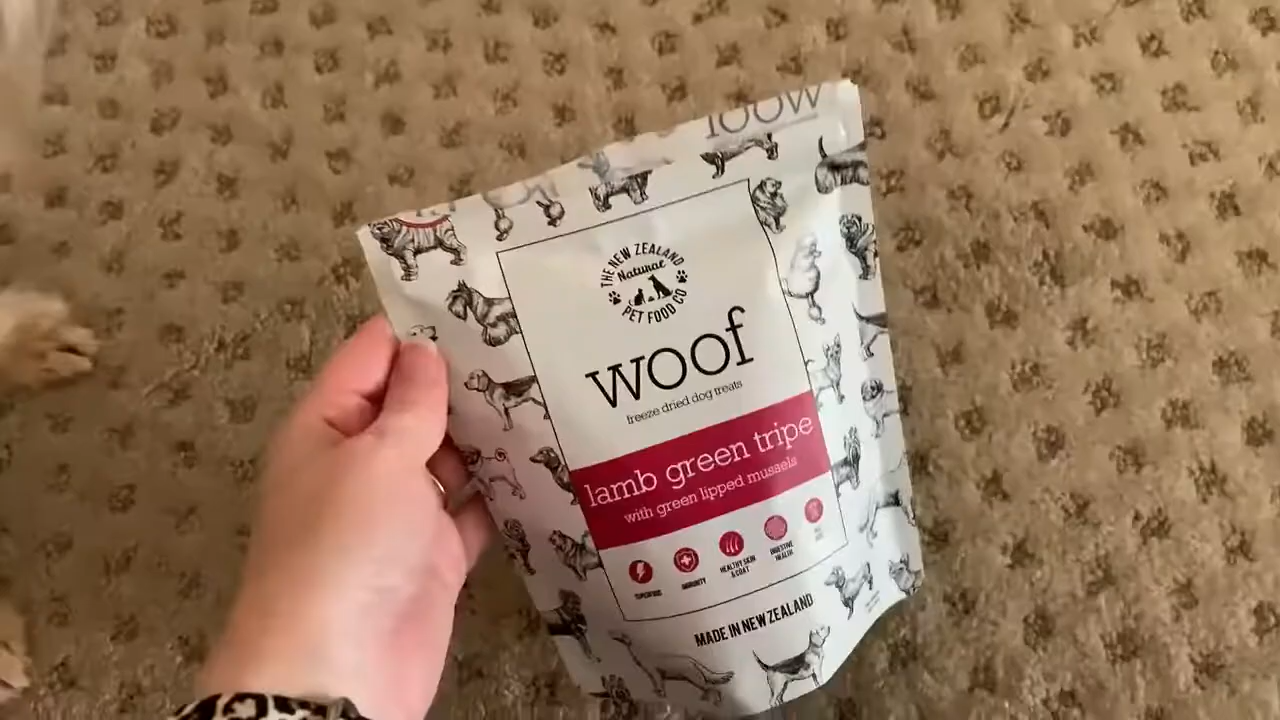 woof
THE NEW ZEALAND
Natural
PET FOOD CO
woof
freeze dried dog treats
lamb green tripe
with green lipped mussels
SUPERFOOD
IMMUNITY
HEALTHY SKIN
& COAT
DIGESTIVE
HEALTH
MADE IN NEW ZEALAND